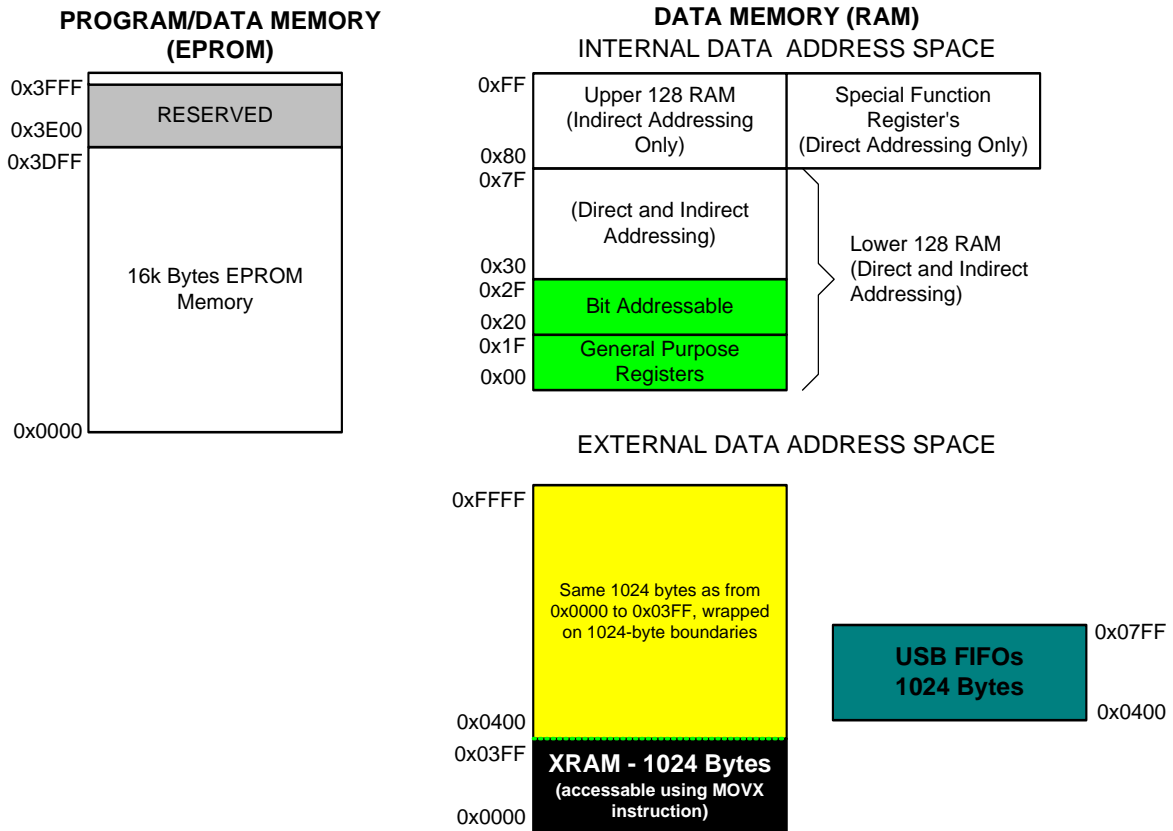 PROGRAM/DATA MEMORY
(EPROM)
0x3FFF
RESERVED
0x3E00
0x3DFF
16k Bytes EPROM
Memory
0x0000
DATA MEMORY (RAM)
INTERNAL DATA ADDRESS SPACE
0xFF
Upper 128 RAM
(Indirect Addressing
Only)
0x80
Special Function
Register's
(Direct Addressing Only)
0x7F
(Direct and Indirect
Addressing)
0x30
Lower 128 RAM
(Direct and Indirect
Addressing)
0x2F
Bit Addressable
0x20
0x1F
General Purpose
Registers
0x00
EXTERNAL DATA ADDRESS SPACE
0xFFFF
Same 1024 bytes as from
0x0000 to 0x03FF, wrapped
on 1024-byte boundaries
0x0400
0x03FF
XRAM - 1024 Bytes
(accessable using MOVX
instruction)
0x0000
0x07FF
USB FIFOs
1024 Bytes
0x0400